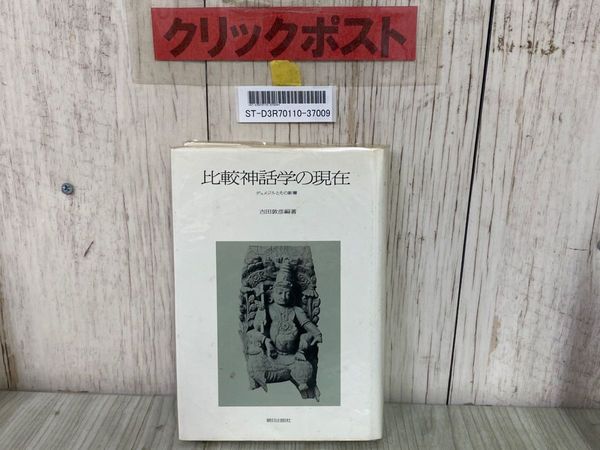 クリックポスト
ST-D3R70110-37009
比較神話学の現在
デュメジルとその影響
吉田敦彦編著
朝日出版社